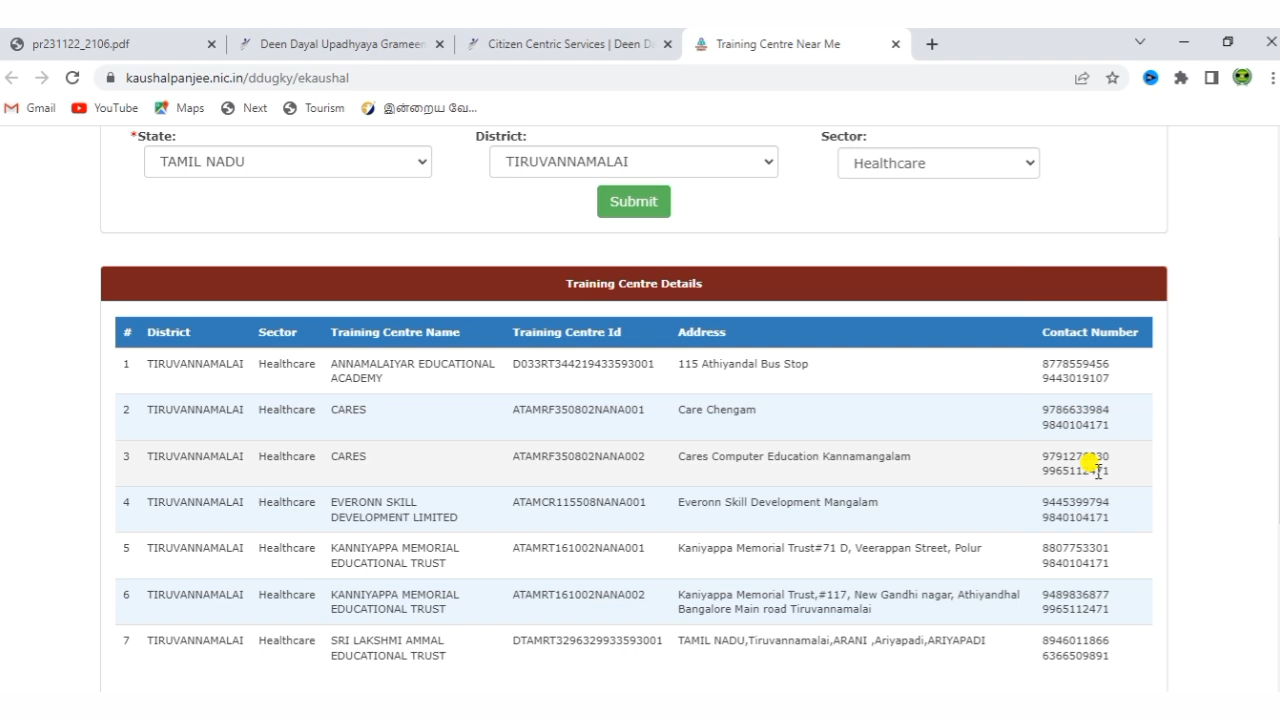 pr231122_2106.pdf
Deen Dayal Upadhyaya Grameen
Citizen Centric Services | Deen D
Training Centre Near Me
kaushalpanjee.nic.in/ddugky/ekaushal
Gmail YouTube Maps Next Tourism இன்றைய வே...
*State: District: Sector:
TAMIL NADU TIRUVANNAMALAI Healthcare
Submit
Training Centre Details
# District Sector Training Centre Name Training Centre Id Address Contact Number
1 TIRUVANNAMALAI Healthcare ANNAMALAIYAR EDUCATIONAL D033RT344219433593001 115 Athiyandal Bus Stop 8778559456
ACADEMY 9443019107
2 TIRUVANNAMALAI Healthcare CARES ATAMRF350802NANA001 Care Chengam 9786633984
9840104171
3 TIRUVANNAMALAI Healthcare CARES ATAMRF350802NANA002 Cares Computer Education Kannamangalam
4 TIRUVANNAMALAI Healthcare EVERONN SKILL ATAMCR115508NANA001 Everonn Skill Development Mangalam 9445399794
DEVELOPMENT LIMITED 9840104171
5 TIRUVANNAMALAI Healthcare KANNIYAPPA MEMORIAL ATAMRT161002NANA001 Kaniyappa Memorial Trust#71 D, Veerappan Street, Polur 8807753301
EDUCATIONAL TRUST 9840104171
6 TIRUVANNAMALAI Healthcare KANNIYAPPA MEMORIAL ATAMRT161002NANA002 Kaniyappa Memorial Trust,#117, New Gandhi nagar, Athiyandhal 9489836877
EDUCATIONAL TRUST Bangalore Main road Tiruvannamalai 9965112471
7 TIRUVANNAMALAI Healthcare SRI LAKSHMI AMMAL DTAMRT3296329933593001 TAMIL NADU,Tiruvannamalai,ARANI ,Ariyapadi,ARIYAPADI 8946011866
EDUCATIONAL TRUST 6366509891